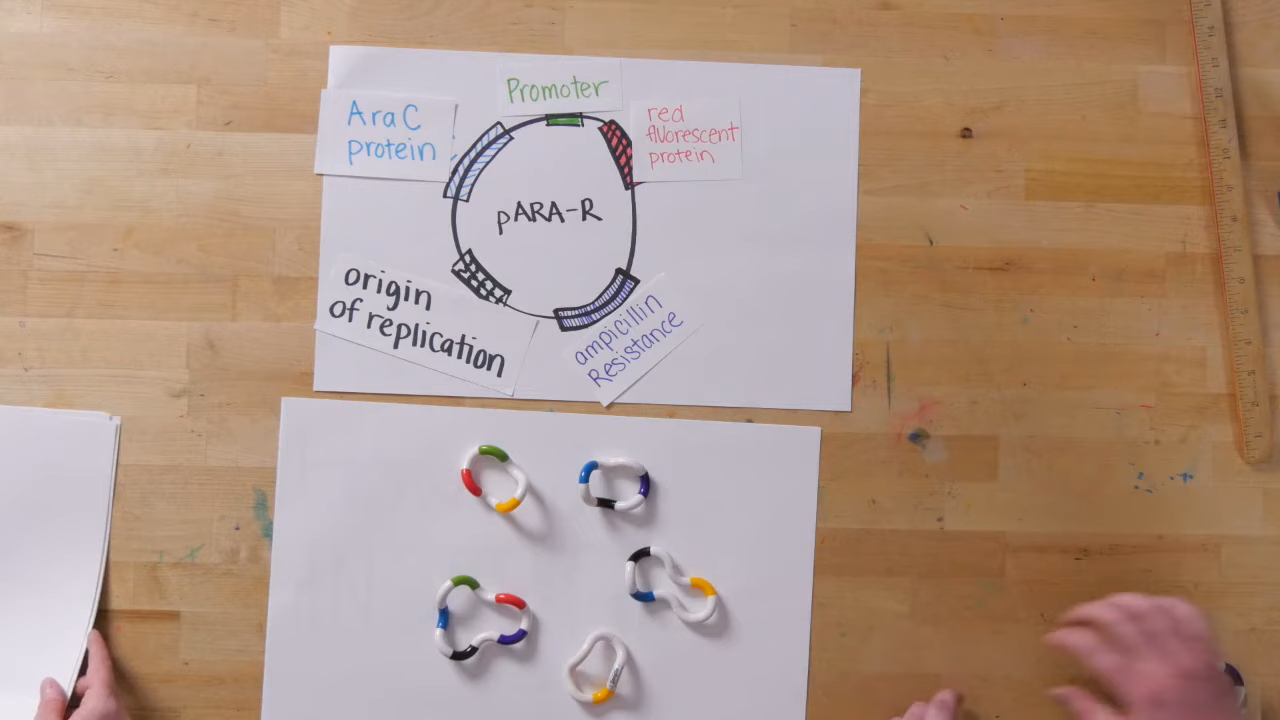 Promoter
AraC
protein
red
fluorescent
protein
pARA-R
origin
of replication
ampicillin
Resistance